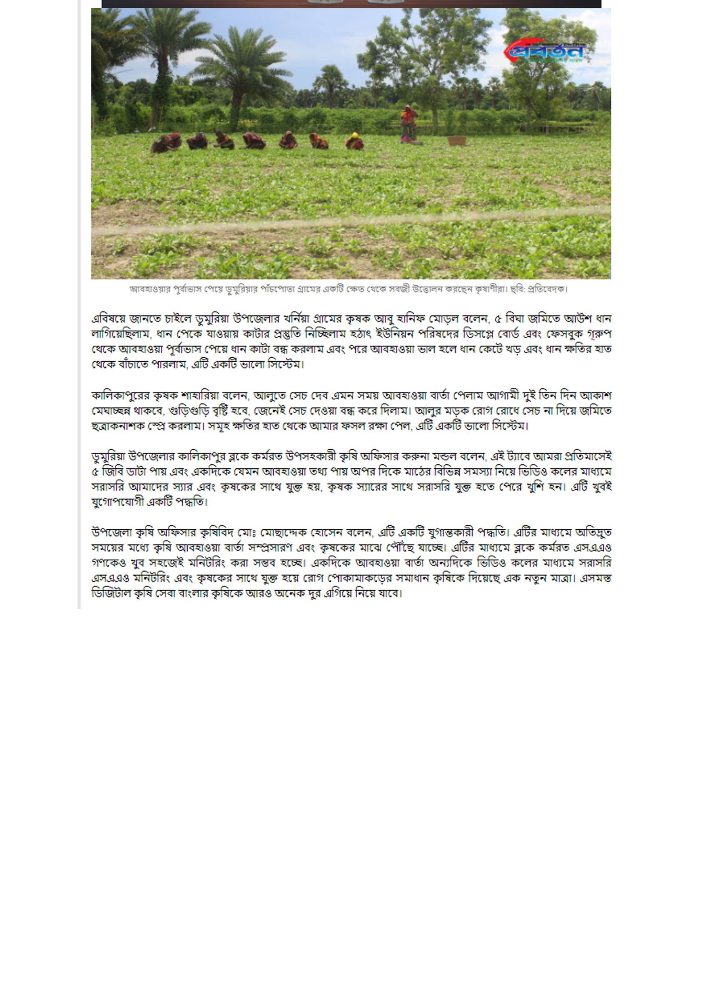 প্রবর্তন
আবহাওয়ার পূর্বাভাস পেয়ে ডুমুরিয়ার পাঁচপোতা গ্রামের একটি ক্ষেত থেকে সবজী উত্তোলন করছেন কৃষাণীরা। ছবি: প্রতিবেদক।
এবিষয়ে জানতে চাইলে ডুমুরিয়া উপজেলার খর্নিয়া গ্রামের কৃষক আবু হানিফ মোড়ল বলেন, ৫ বিঘা জমিতে আউশ ধান
লাগিয়েছিলাম, ধান পেকে যাওয়ায় কাটার প্রস্তুতি নিচ্ছিলাম হঠাৎ ইউনিয়ন পরিষদের ডিসপ্লে বোর্ড এবং ফেসবুক গ্রুপ
থেকে আবহাওয়া পূর্বাভাস পেয়ে ধান কাটা বন্ধ করলাম এবং পরে আবহাওয়া ভাল হলে ধান কেটে খড় এবং ধান ক্ষতির হাত
থেকে বাঁচাতে পারলাম, এটি একটি ভালো সিস্টেম।
কালিকাপুরের কৃষক শাহারিয়া বলেন, আলুতে সেচ দেব এমন সময় আবহাওয়া বার্তা পেলাম আগামী দুই তিন দিন আকাশ
মেঘাচ্ছন্ন থাকবে, গুড়িগুড়ি বৃষ্টি হবে, জেনেই সেচ দেওয়া বন্ধ করে দিলাম। আলুর মড়ক রোগ রোধে সেচ না দিয়ে জমিতে
ছত্রাকনাশক স্প্রে করলাম। সমূহ ক্ষতির হাত থেকে আমার ফসল রক্ষা পেল, এটি একটি ভালো সিস্টেম।
ডুমুরিয়া উপজেলার কালিকাপুর ব্লকে কর্মরত উপসহকারী কৃষি অফিসার করুনা মন্ডল বলেন, এই ট্যাবে আমরা প্রতিমাসেই
৫ জিবি ডাটা পায় এবং একদিকে যেমন আবহাওয়া তথ্য পায় অপর দিকে মাঠের বিভিন্ন সমস্যা নিয়ে ভিডিও কলের মাধ্যমে
সরাসরি আমাদের স্যার এবং কৃষকের সাথে যুক্ত হয়, কৃষক স্যারের সাথে সরাসরি যুক্ত হতে পেরে খুশি হন। এটি খুবই
যুগোপযোগী একটি পদ্ধতি।
উপজেলা কৃষি অফিসার কৃষিবিদ মোঃ মোছাদ্দেক হোসেন বলেন, এটি একটি যুগান্তকারী পদ্ধতি। এটির মাধ্যমে অতিদ্রুত
সময়ের মধ্যে কৃষি আবহাওয়া বার্তা সম্প্রসারণ এবং কৃষকের মাঝে পৌঁছে যাচ্ছে। এটির মাধ্যমে ব্লকে কর্মরত এসএএও
গণকেও খুব সহজেই মনিটরিং করা সম্ভব হচ্ছে। একদিকে আবহাওয়া বার্তা অন্যদিকে ভিডিও কলের মাধ্যমে সরাসরি
এসএএও মনিটরিং এবং কৃষকের সাথে যুক্ত হয়ে রোগ পোকামাকড়ের সমাধান কৃষিকে দিয়েছে এক নতুন মাত্রা। এসমস্ত
ডিজিটাল কৃষি সেবা বাংলার কৃষিকে আরও অনেক দুর এগিয়ে নিয়ে যাবে।